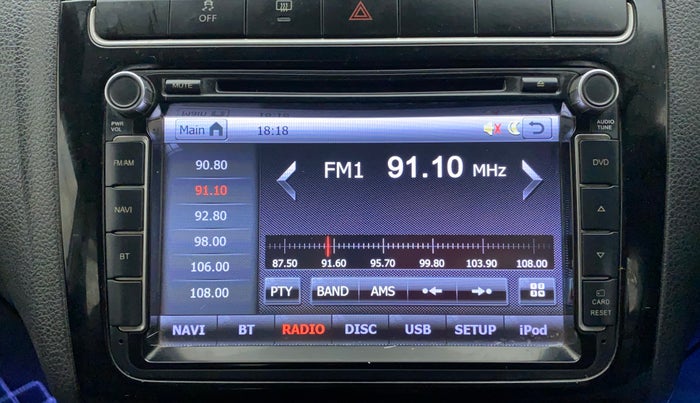 OFF
MUTE
PWR
VOL
AUDIO
TUNE
Main
18:18
FM/AM
NAVI
BT
90.80
91.10
92.80
98.00
106.00
108.00
FM1 91.10 MHz
87.50 91.60 95.70 99.80 103.90 108.00
PTY BAND AMS
NAVI BT RADIO DISC USB SETUP iPod
DVD
CARD
RESET